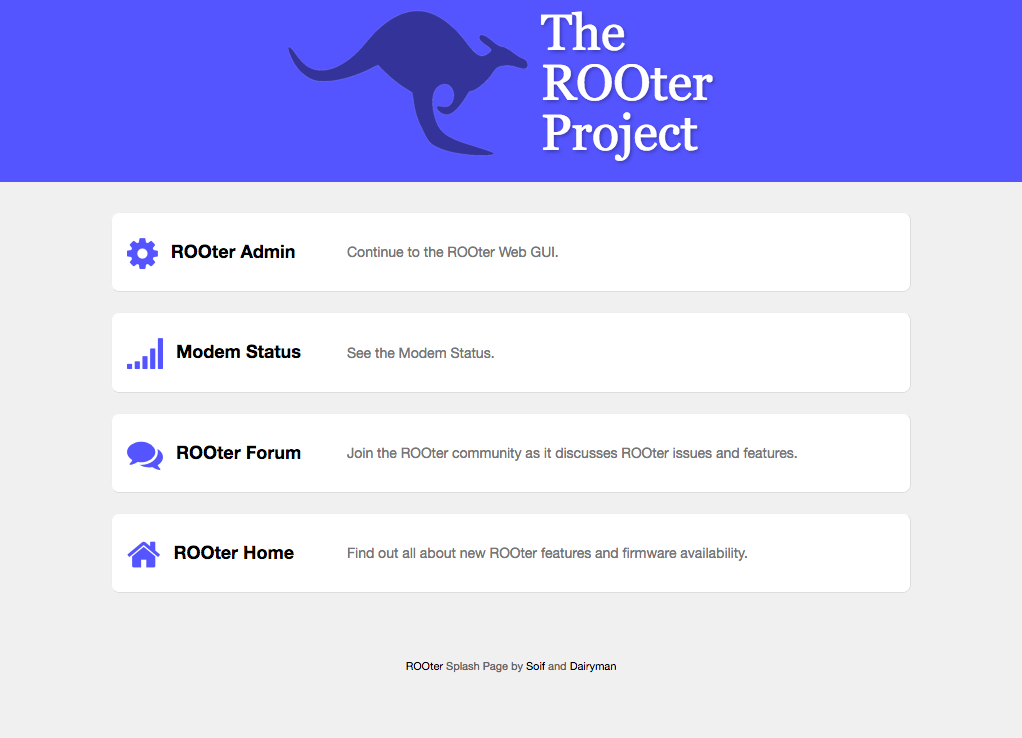 The
ROOter
Project
ROOter Admin
Continue to the ROOter Web GUI.
Modem Status
See the Modem Status.
ROOter Forum
Join the ROOter community as it discusses ROOter issues and features.
ROOter Home
Find out all about new ROOter features and firmware availability.
ROOter Splash Page by Soif and Dairyman